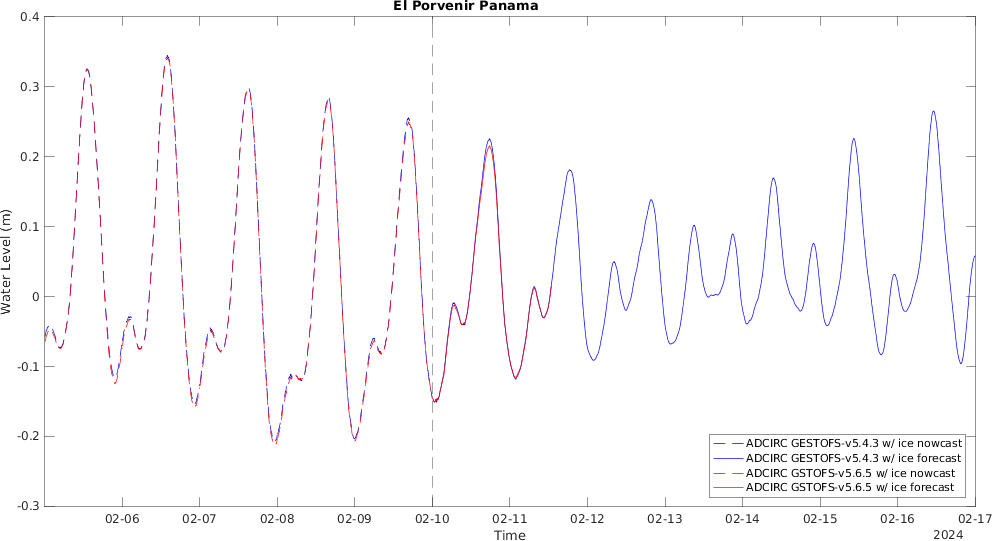 El Porvenir Panama
0.4
0.3
0.2
0.1
0
-0.1
-0.2
-0.3
Water Level (m)
ADCIRC GESTOFS-v5.4.3 w/ ice nowcast
ADCIRC GESTOFS-v5.4.3 w/ ice forecast
ADCIRC GSTOFS-v5.6.5 w/ ice nowcast
ADCIRC GSTOFS-v5.6.5 w/ ice forecast
02-06 02-07 02-08 02-09 02-10 02-11 02-12 02-13 02-14 02-15 02-16 02-17
Time
2024